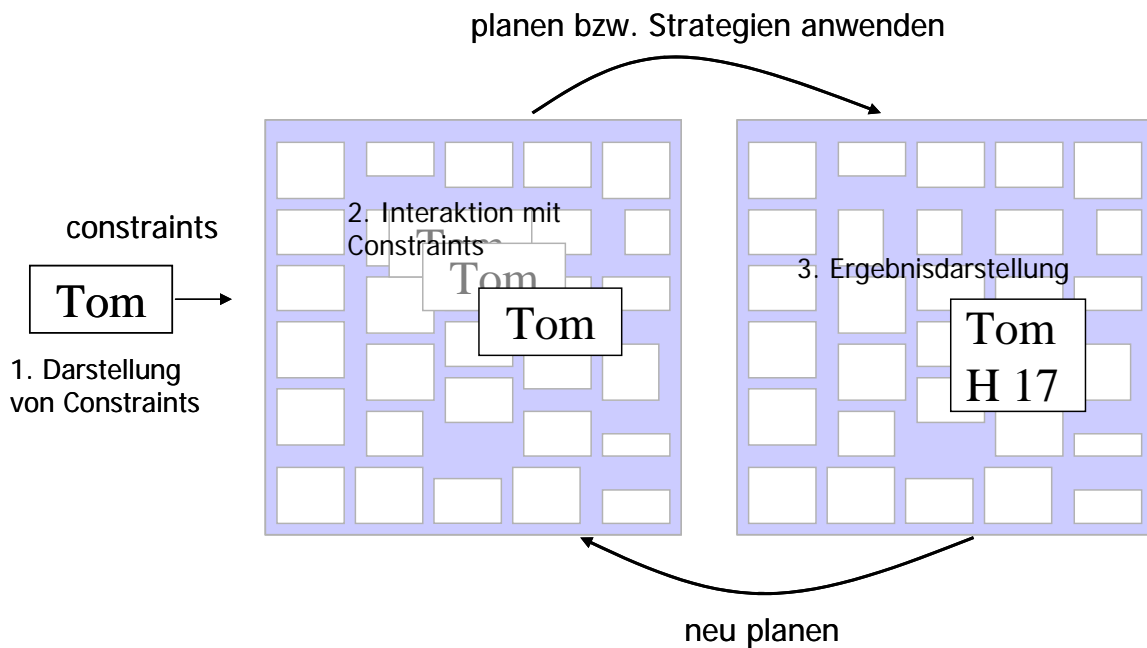 planen bzw. Strategien anwenden
constraints
Tom
1. Darstellung
von Constraints
2. Interaktion mit
Constraints
Tom
Tom
Tom
3. Ergebnisdarstellung
Tom
H 17
neu planen